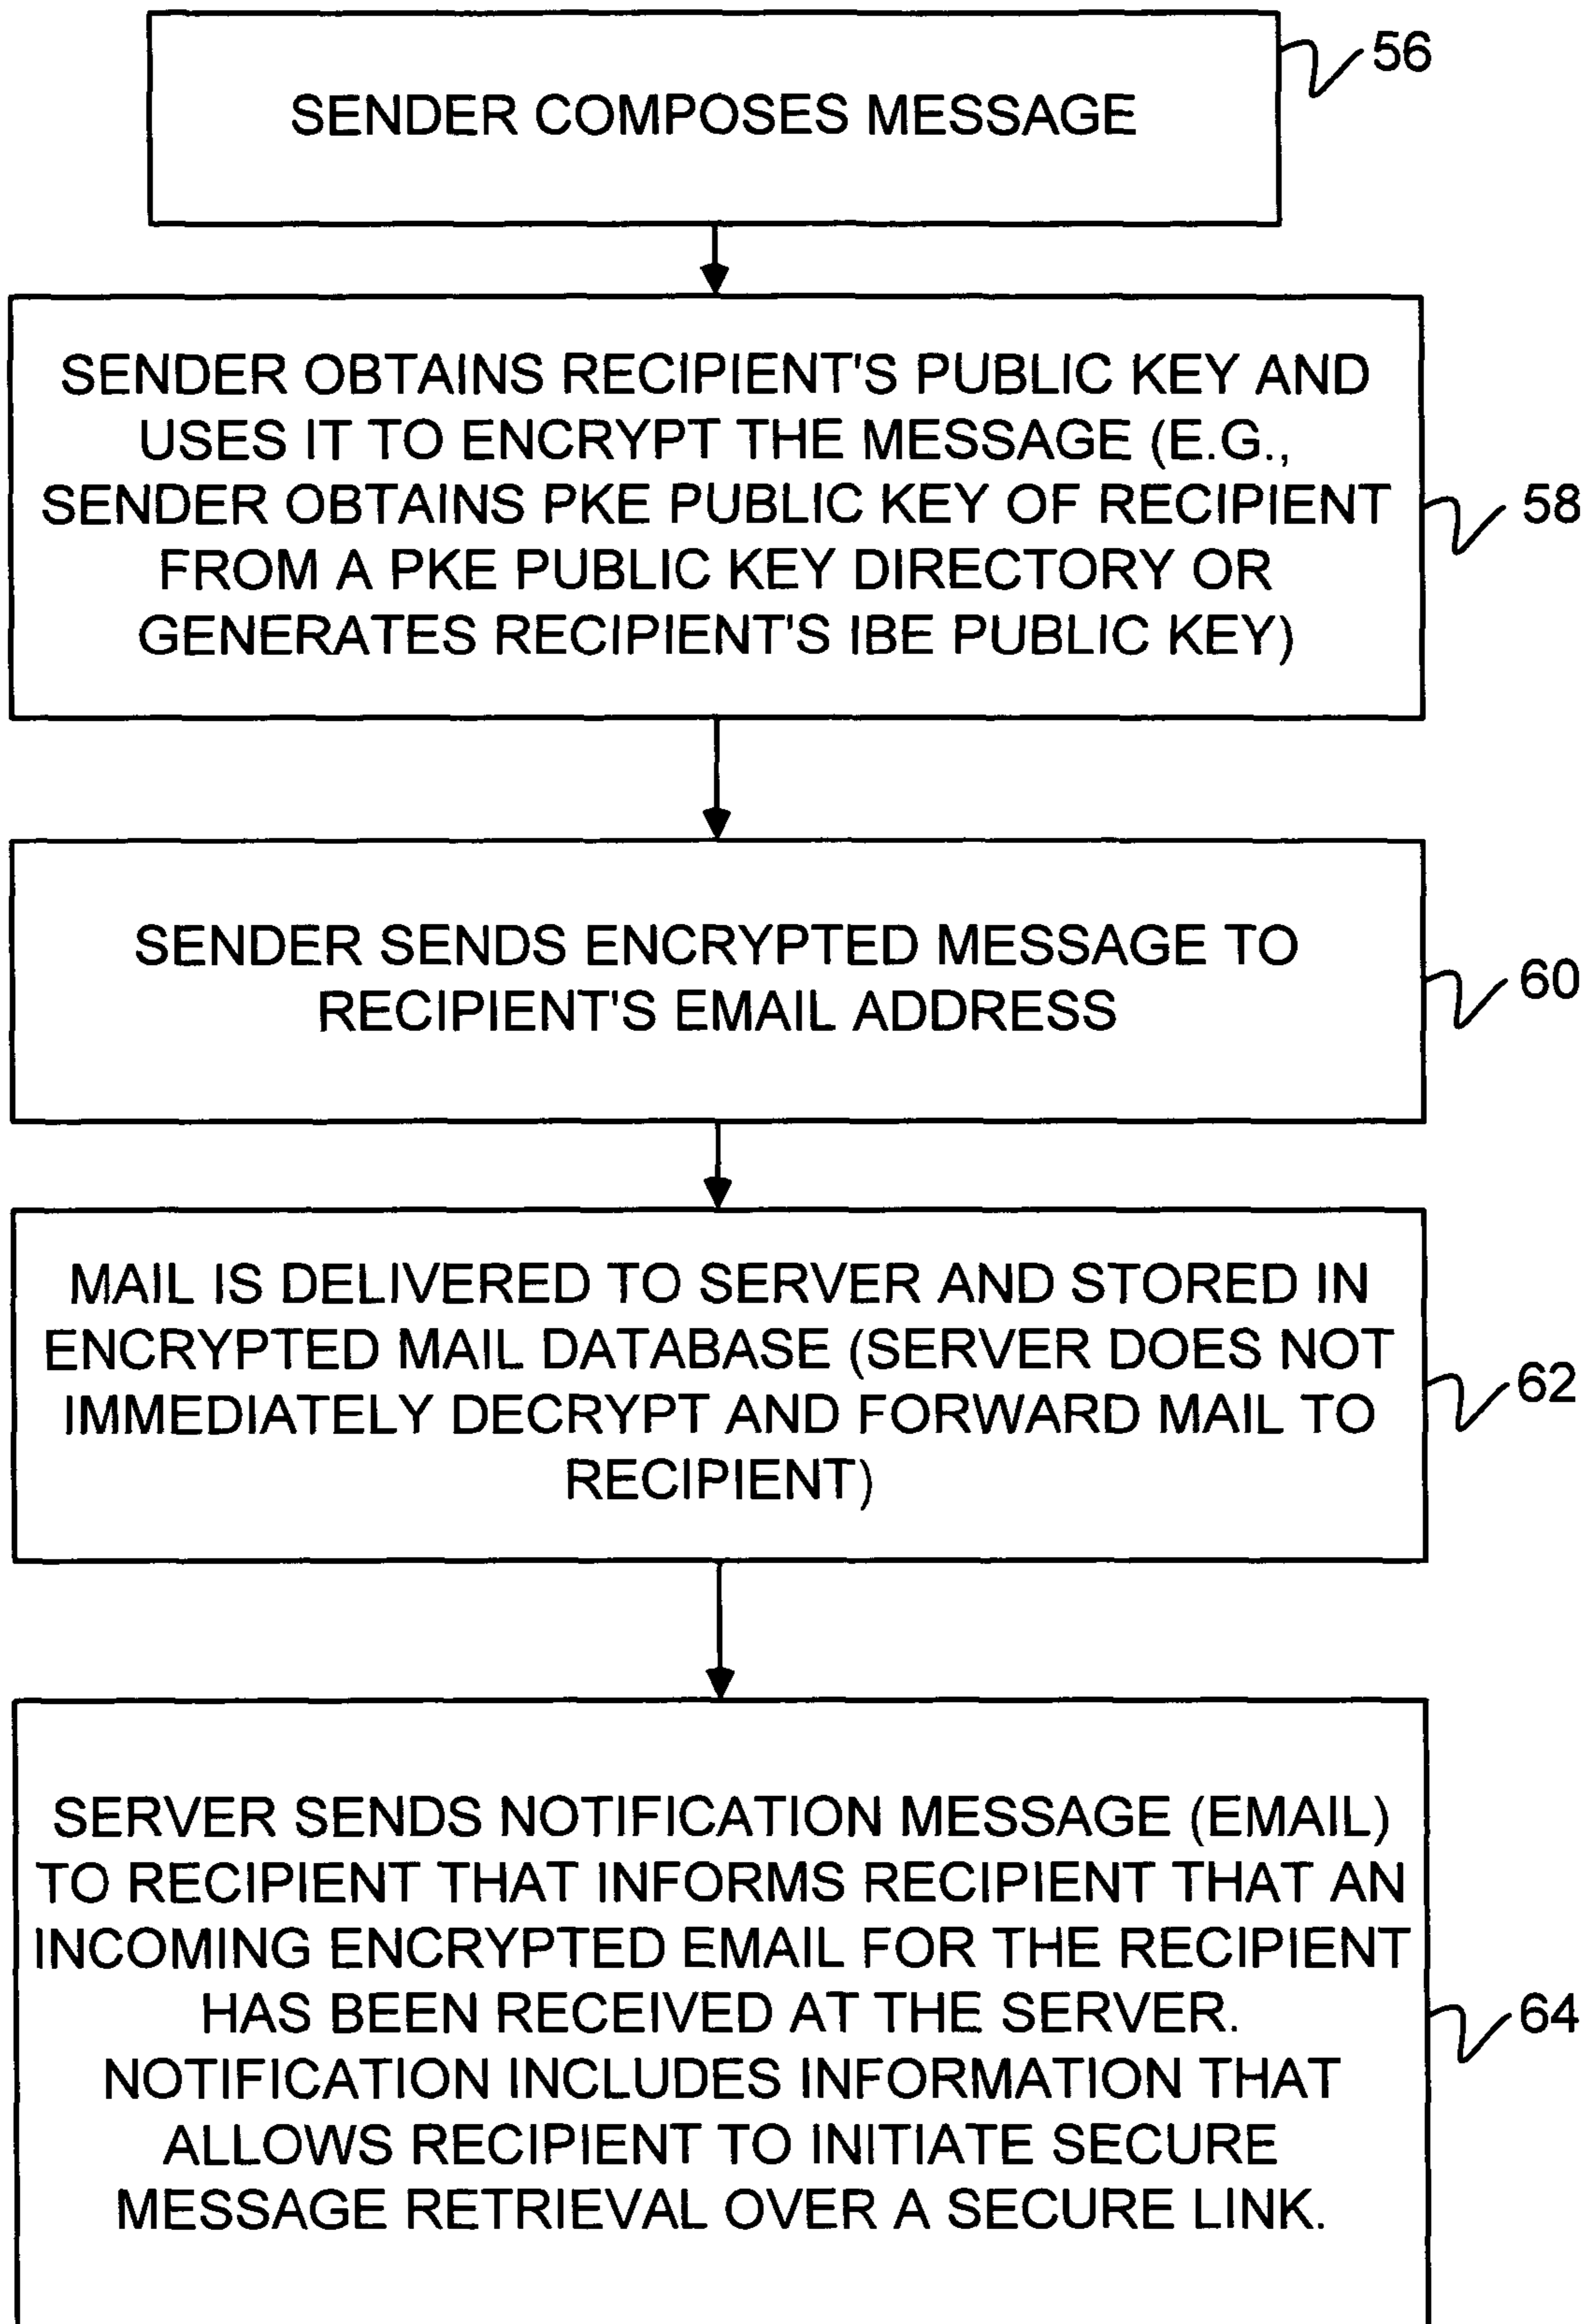 SENDER COMPOSES MESSAGE
56
SENDER OBTAINS RECIPIENT'S PUBLIC KEY AND
USES IT TO ENCRYPT THE MESSAGE (E.G.,
SENDER OBTAINS PKE PUBLIC KEY OF RECIPIENT
FROM A PKE PUBLIC KEY DIRECTORY OR
GENERATES RECIPIENT'S IBE PUBLIC KEY)
58
SENDER SENDS ENCRYPTED MESSAGE TO
RECIPIENT'S EMAIL ADDRESS
60
MAIL IS DELIVERED TO SERVER AND STORED IN
ENCRYPTED MAIL DATABASE (SERVER DOES NOT
IMMEDIATELY DECRYPT AND FORWARD MAIL TO
RECIPIENT)
62
SERVER SENDS NOTIFICATION MESSAGE (EMAIL)
TO RECIPIENT THAT INFORMS RECIPIENT THAT AN
INCOMING ENCRYPTED EMAIL FOR THE RECIPIENT
HAS BEEN RECEIVED AT THE SERVER.
NOTIFICATION INCLUDES INFORMATION THAT
ALLOWS RECIPIENT TO INITIATE SECURE
MESSAGE RETRIEVAL OVER A SECURE LINK.
64